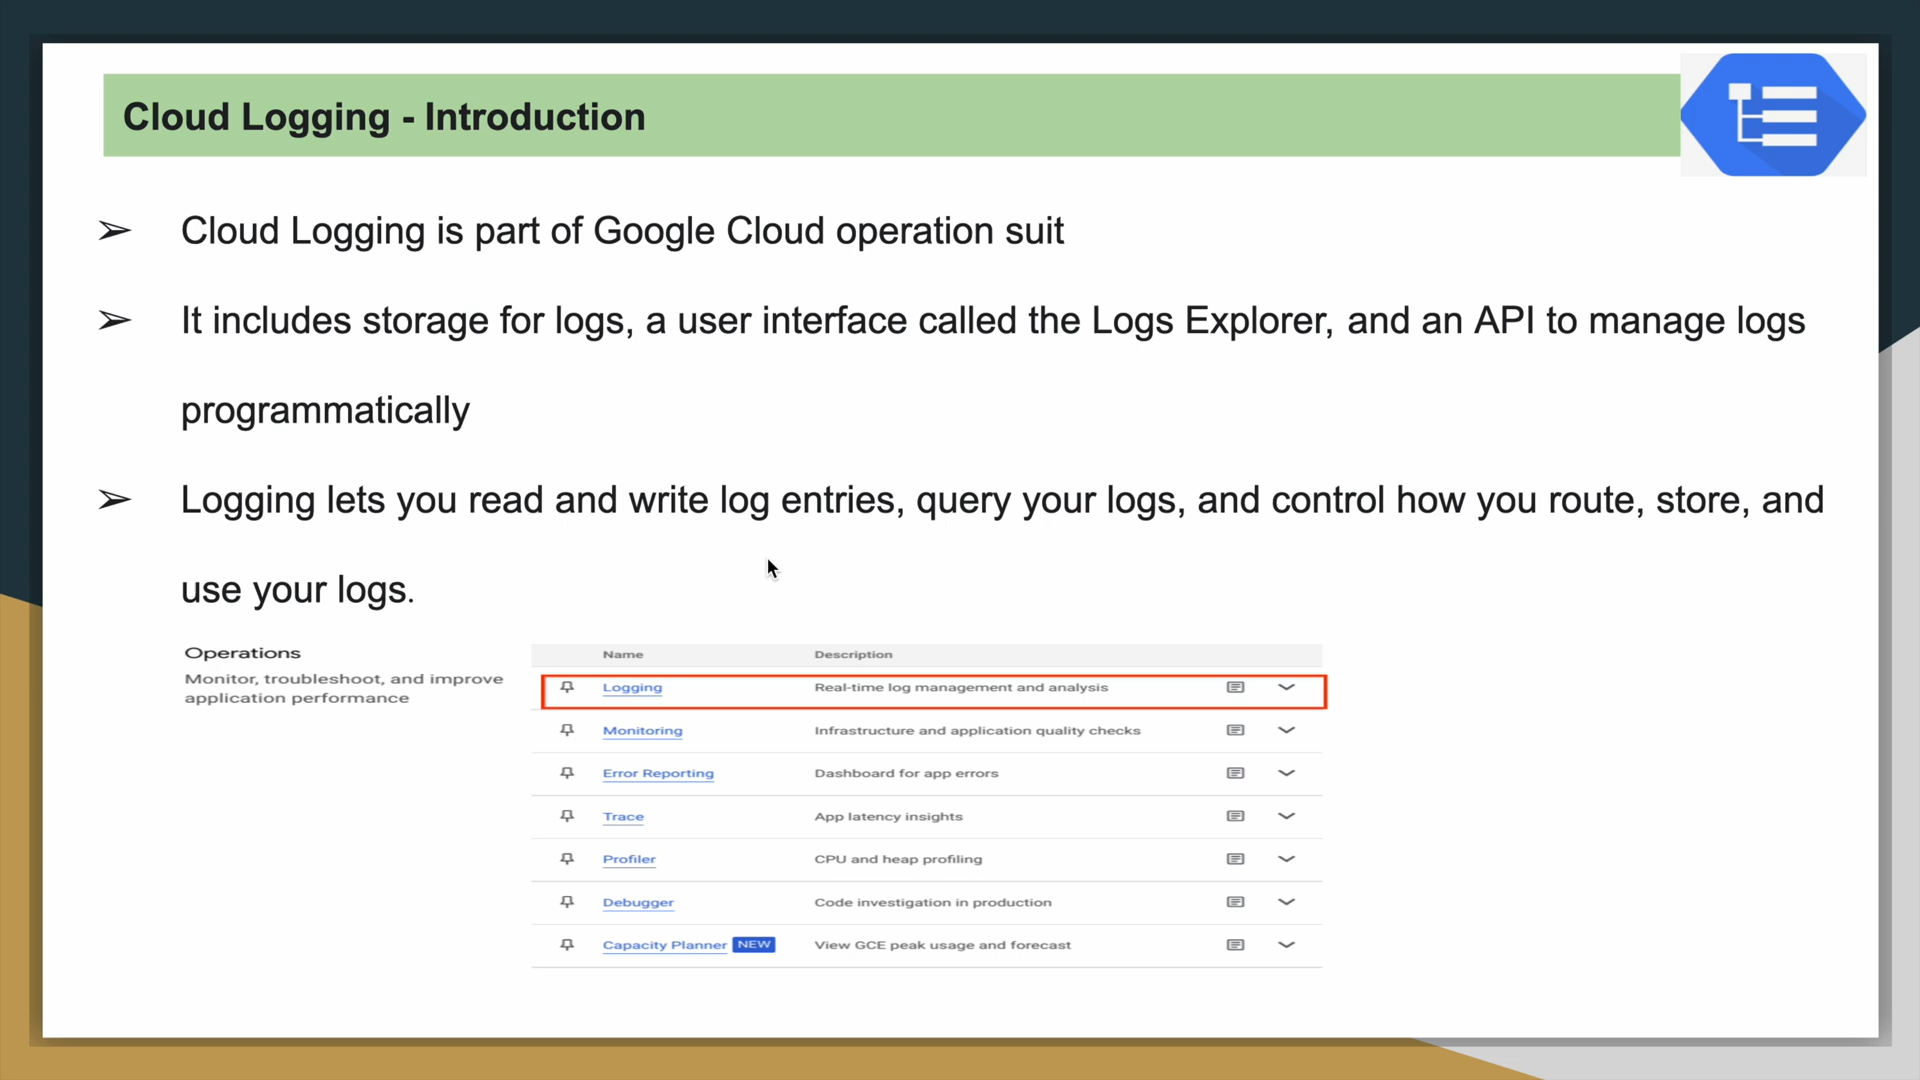 Cloud Logging - Introduction
➢ Cloud Logging is part of Google Cloud operation suit
➢ It includes storage for logs, a user interface called the Logs Explorer, and an API to manage logs
programmatically
➢ Logging lets you read and write log entries, query your logs, and control how you route, store, and
use your logs.
Operations
Monitor, troubleshoot, and improve
application performance
Name Description
Logging Real-time log management and analysis
Monitoring Infrastructure and application quality checks
Error Reporting Dashboard for app errors
Trace App latency insights
Profiler CPU and heap profiling
Debugger Code investigation in production
Capacity Planner NEW View GCE peak usage and forecast